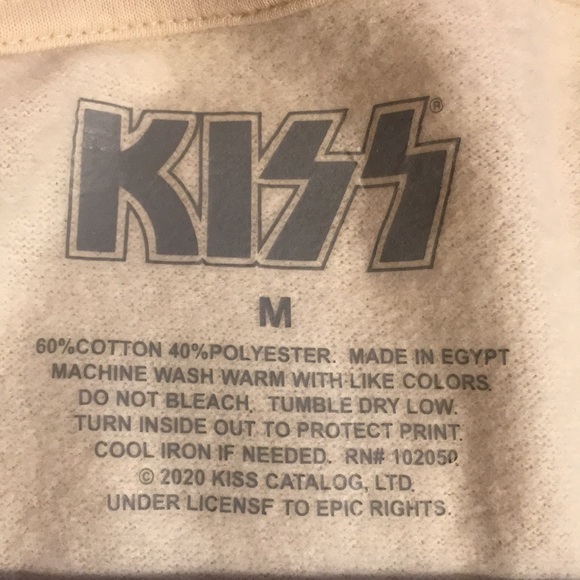 KISS®
M
60%COTTON 40%POLYESTER. MADE IN EGYPT
MACHINE WASH WARM WITH LIKE COLORS.
DO NOT BLEACH. TUMBLE DRY LOW.
TURN INSIDE OUT TO PROTECT PRINT.
COOL IRON IF NEEDED. RN# 102050
© 2020 KISS CATALOG, LTD.
UNDER LICENSE TO EPIC RIGHTS.